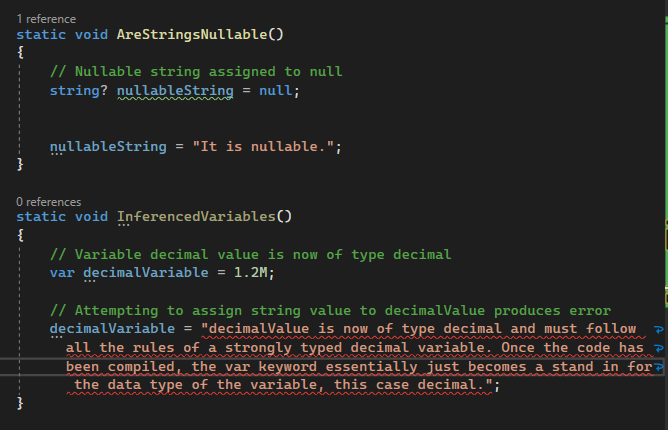 1 reference
static void AreStringsNullable()
{
// Nullable string assigned to null
string? nullableString = null;
nullableString = "It is nullable.";
}
0 references
static void InferencedVariables()
{
// Variable decimal value is now of type decimal
var decimalVariable = 1.2M;
// Attempting to assign string value to decimalValue produces error
decimalVariable = "decimalValue is now of type decimal and must follow
all the rules of a strongly typed decimal variable. Once the code has
been compiled, the var keyword essentially just becomes a stand in for
the data type of the variable, this case decimal.";
}